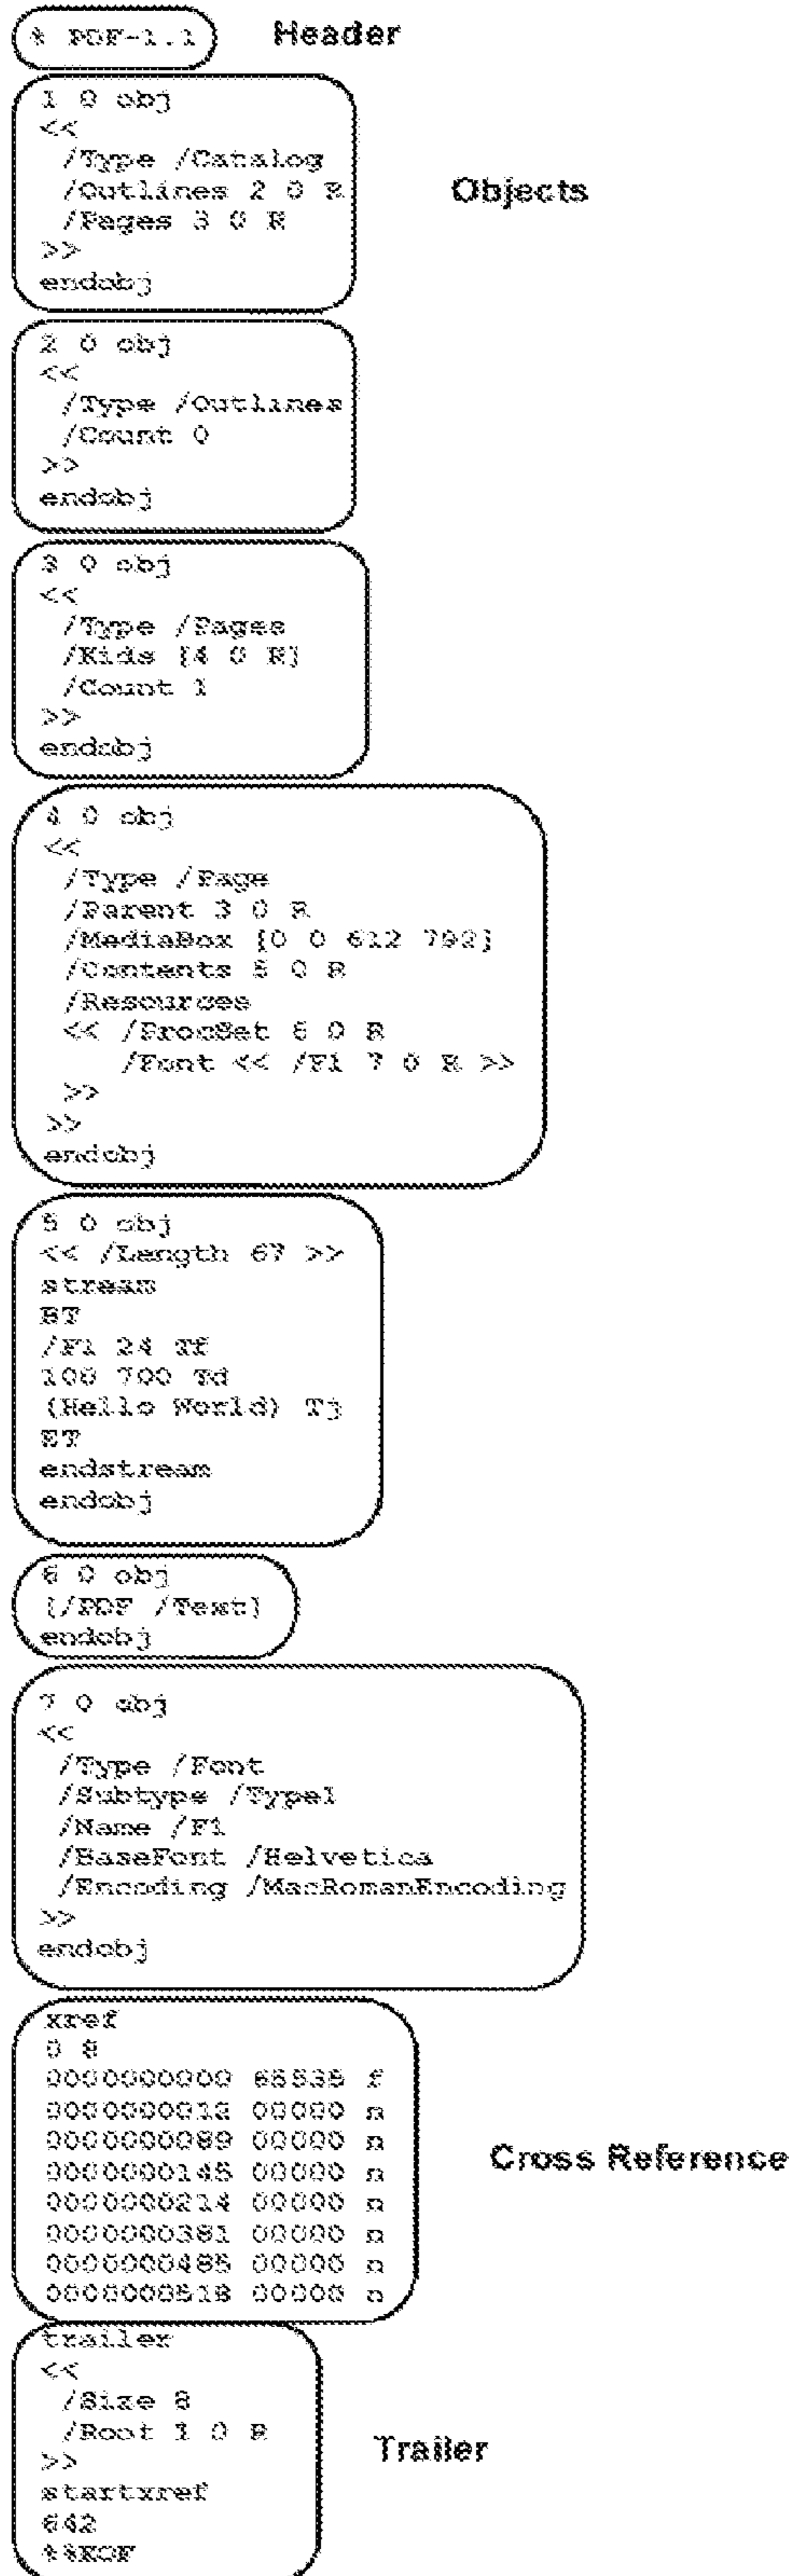 % PDF-1.1
Header
1 0 obj
<<
/Type /Catalog
/Outlines 2 0 R
/Pages 3 0 R
>>
endobj
Objects
2 0 obj
<<
/Type /Outlines
/Count 0
>>
endobj
3 0 obj
<<
/Type /Pages
/Kids [4 0 R]
/Count 1
>>
endobj
4 0 obj
<<
/Type /Page
/Parent 3 0 R
/MediaBox [0 0 612 792]
/Contents 5 0 R
/Resources
<< /ProcSet 6 0 R
/Font << /F1 7 0 R >>
>>
>>
endobj
5 0 obj
<< /Length 67 >>
stream
BT
/F1 24 Tf
100 700 Td
(Hello World) Tj
ET
endstream
endobj
6 0 obj
[/PDF /Text]
endobj
7 0 obj
<<
/Type /Font
/Subtype /Type1
/Name /F1
/BaseFont /Helvetica
/Encoding /MacRomanEncoding
>>
endobj
xref
0 8
0000000000 65535 f
0000000012 00000 n
0000000089 00000 n
0000000145 00000 n
0000000214 00000 n
0000000381 00000 n
0000000485 00000 n
0000000518 00000 n
Cross Reference
trailer
<<
/Size 8
/Root 1 0 R
>>
startxref
642
%%EOF
Trailer